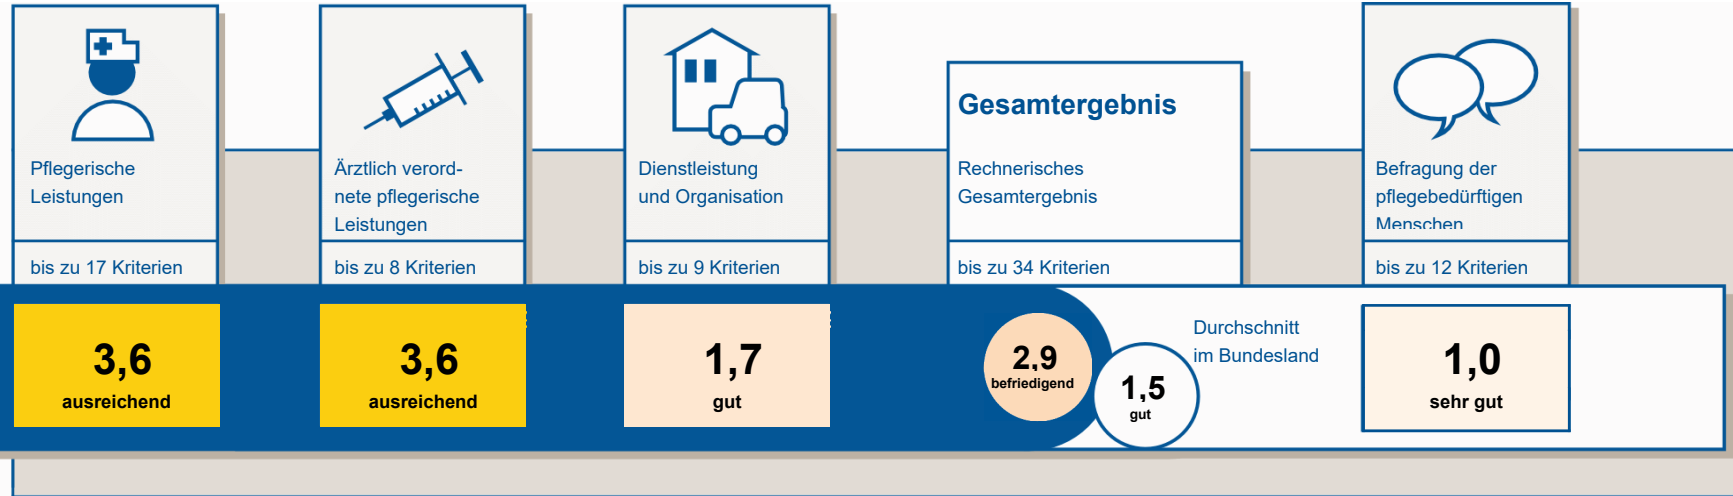 Pflegerische
Leistungen
bis zu 17 Kriterien
3,6
ausreichend
Ärztlich verord-
nete pflegerische
Leistungen
bis zu 8 Kriterien
3,6
ausreichend
Dienstleistung
und Organisation
bis zu 9 Kriterien
1,7
gut
Gesamtergebnis
Rechnerisches
Gesamtergebnis
bis zu 34 Kriterien
2,9
befriedigend
1,5
gut
Durchschnitt
im Bundesland
Befragung der
pflegebedürftigen
Menschen
bis zu 12 Kriterien
1,0
sehr gut